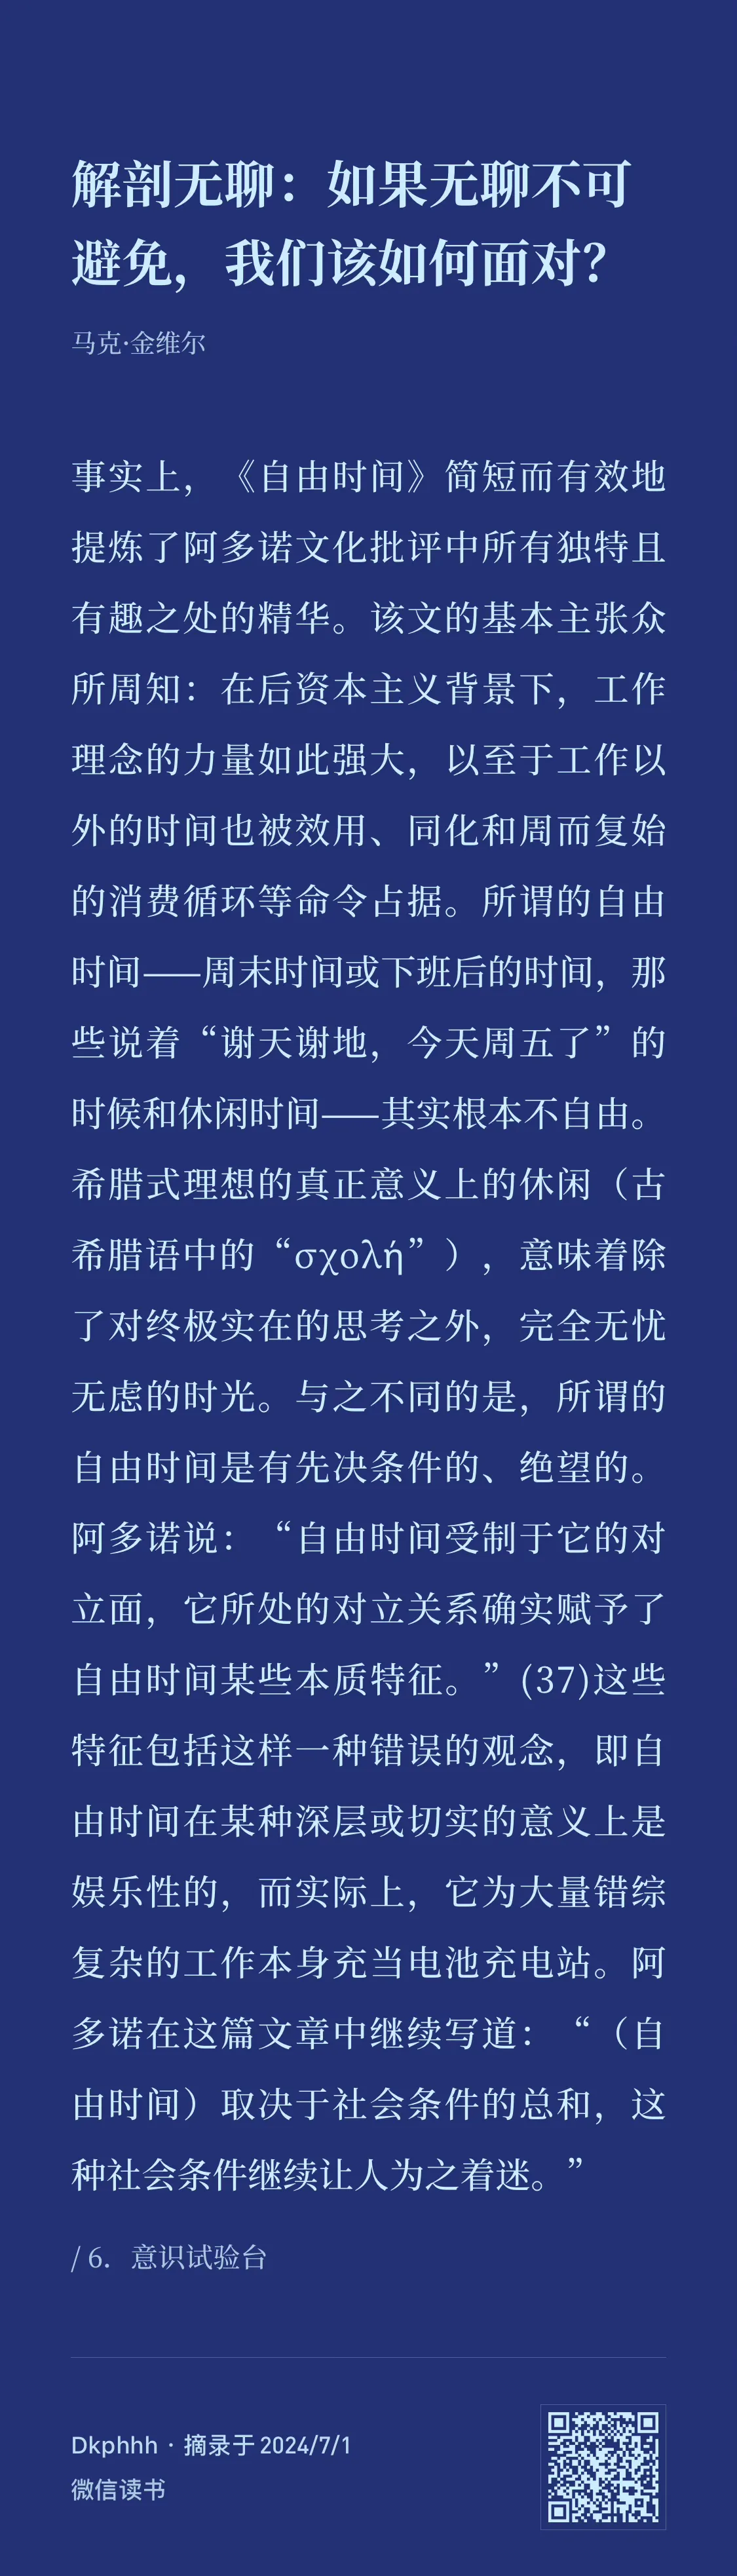 解剖无聊：如果无聊不可
避免，我们该如何面对？
马克·金维尔
事实上，《自由时间》简短而有效地
提炼了阿多诺文化批评中所有独特且
有趣之处的精华。该文的基本主张众
所周知：在后资本主义背景下，工作
理念的力量如此强大，以至于工作以
外的时间也被效用、同化和周而复始
的消费循环等命令占据。所谓的自由
时间——周末时间或下班后的时间，那
些说着“谢天谢地，今天周五了”的
时候和休闲时间——其实根本不自由。
希腊式理想的真正意义上的休闲（古
希腊语中的“σχολή”），意味着除
了对终极实在的思考之外，完全无忧
无虑的时光。与之不同的是，所谓的
自由时间是有先决条件的、绝望的。
阿多诺说：“自由时间受制于它的对
立面，它所处的对立关系确实赋予了
自由时间某些本质特征。”(37)这些
特征包括这样一种错误的观念，即自
由时间在某种深层或切实的意义上是
娱乐性的，而实际上，它为大量错综
复杂的工作本身充当电池充电站。阿
多诺在这篇文章中继续写道：“（自
由时间）取决于社会条件的总和，这
种社会条件继续让人为之着迷。”
/ 6. 意识试验台
Dkphhh · 摘录于 2024/7/1
微信读书